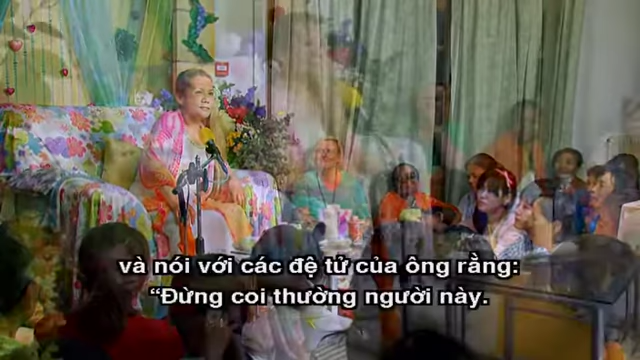 và nói với các đệ tử của ông rằng:
“Đừng coi thường người này.